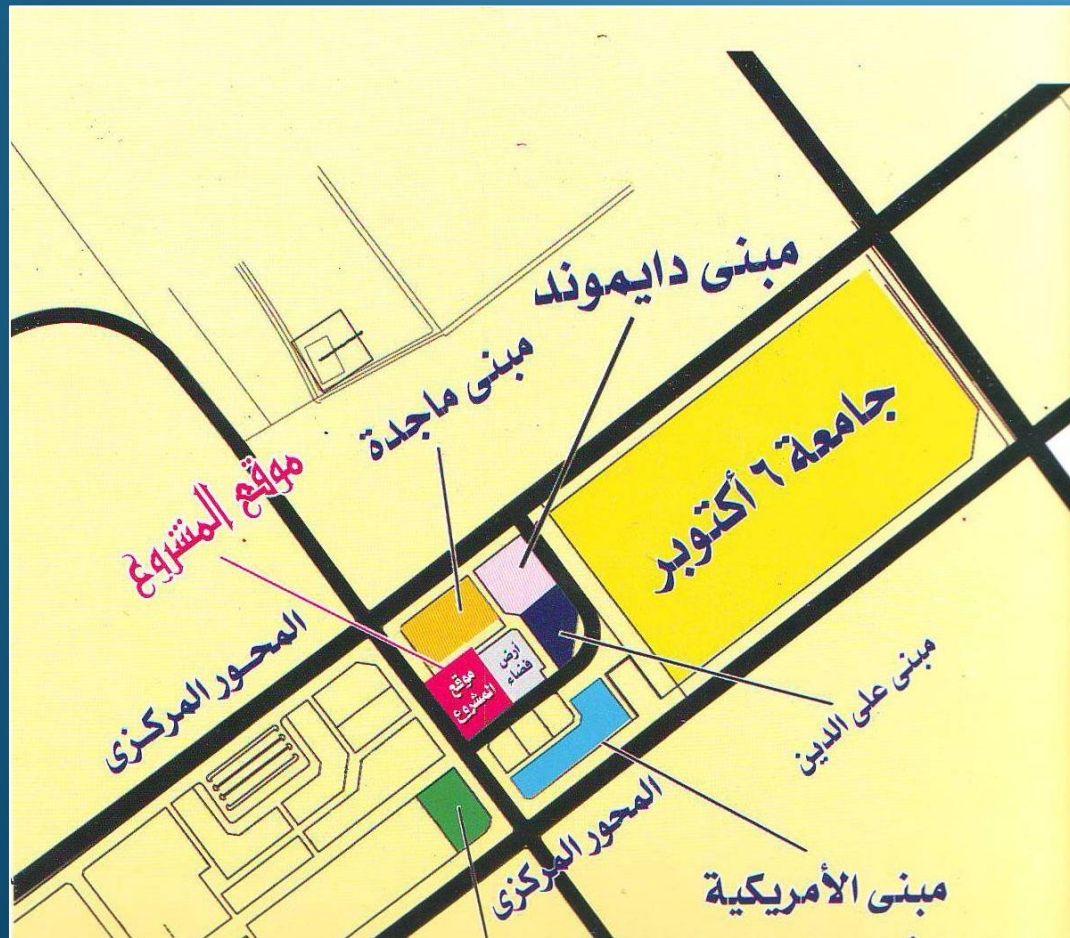 مبنى دايموند
مبنى ماجدة
جامعة ٦ أكتوبر
موقع المشروع
أرض
فضاء
موقع
المشروع
المحور المركزى
مبنى على الدين
المحور المركزى
مبنى الأمريكية